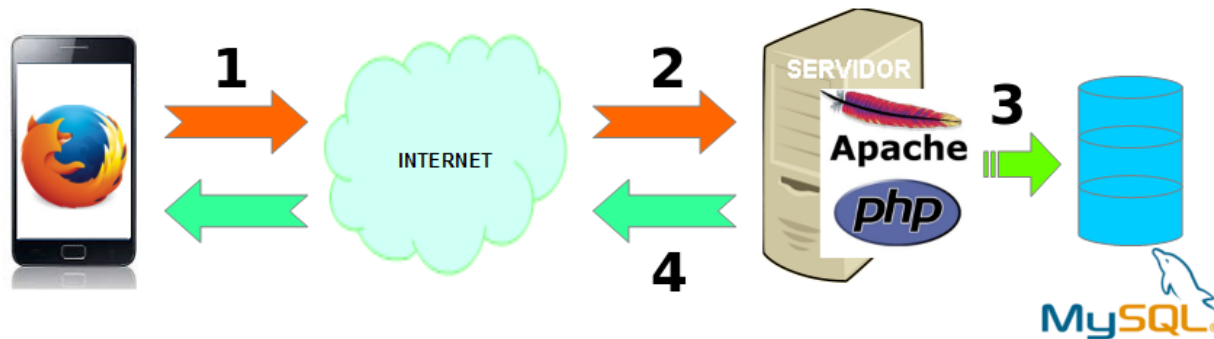 1
2
SERVIDOR
3
INTERNET
Apache
php
4
MySQL